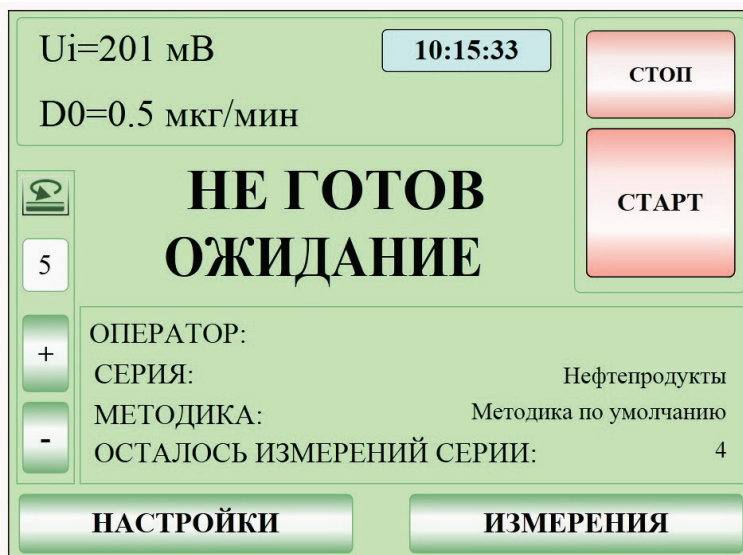 Ui=201 мВ
10:15:33
D0=0.5 мкг/мин
СТОП
СТАРТ
НЕ ГОТОВ
ОЖИДАНИЕ
5
+
-
ОПЕРАТОР:
СЕРИЯ: Нефтепродукты
МЕТОДИКА: Методика по умолчанию
ОСТАЛОСЬ ИЗМЕРЕНИЙ СЕРИИ: 4
НАСТРОЙКИ
ИЗМЕРЕНИЯ